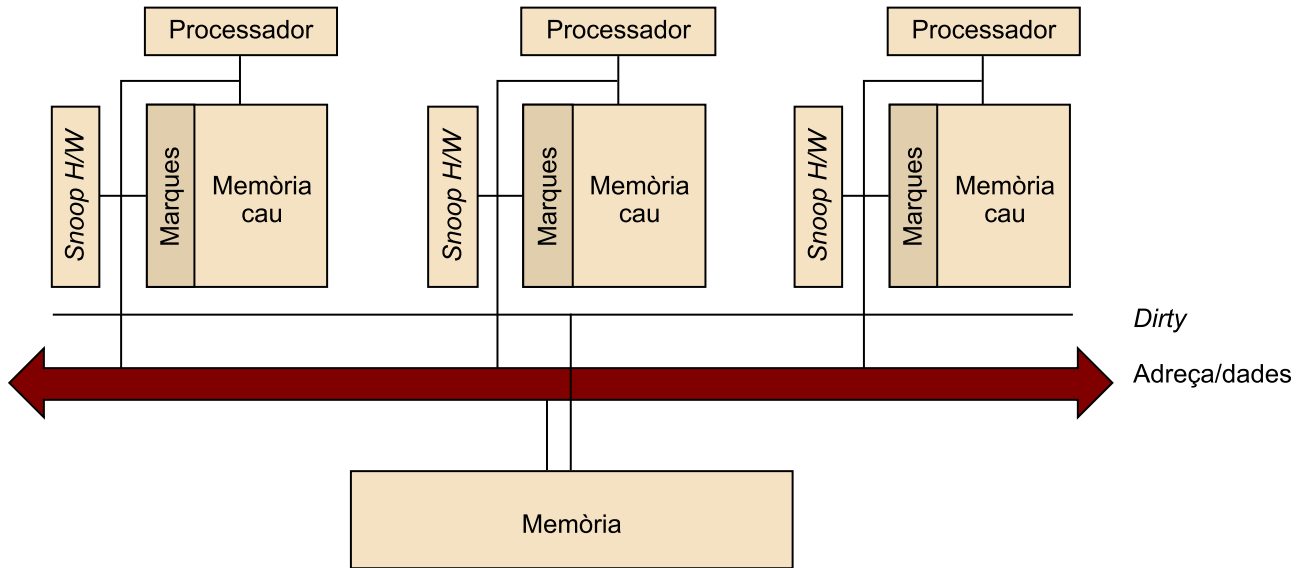 Processador
Processador
Processador
Snoop H/W
Marques
Memòria
cau
Snoop H/W
Marques
Memòria
cau
Snoop H/W
Marques
Memòria
cau
Dirty
Adreça/dades
Memòria